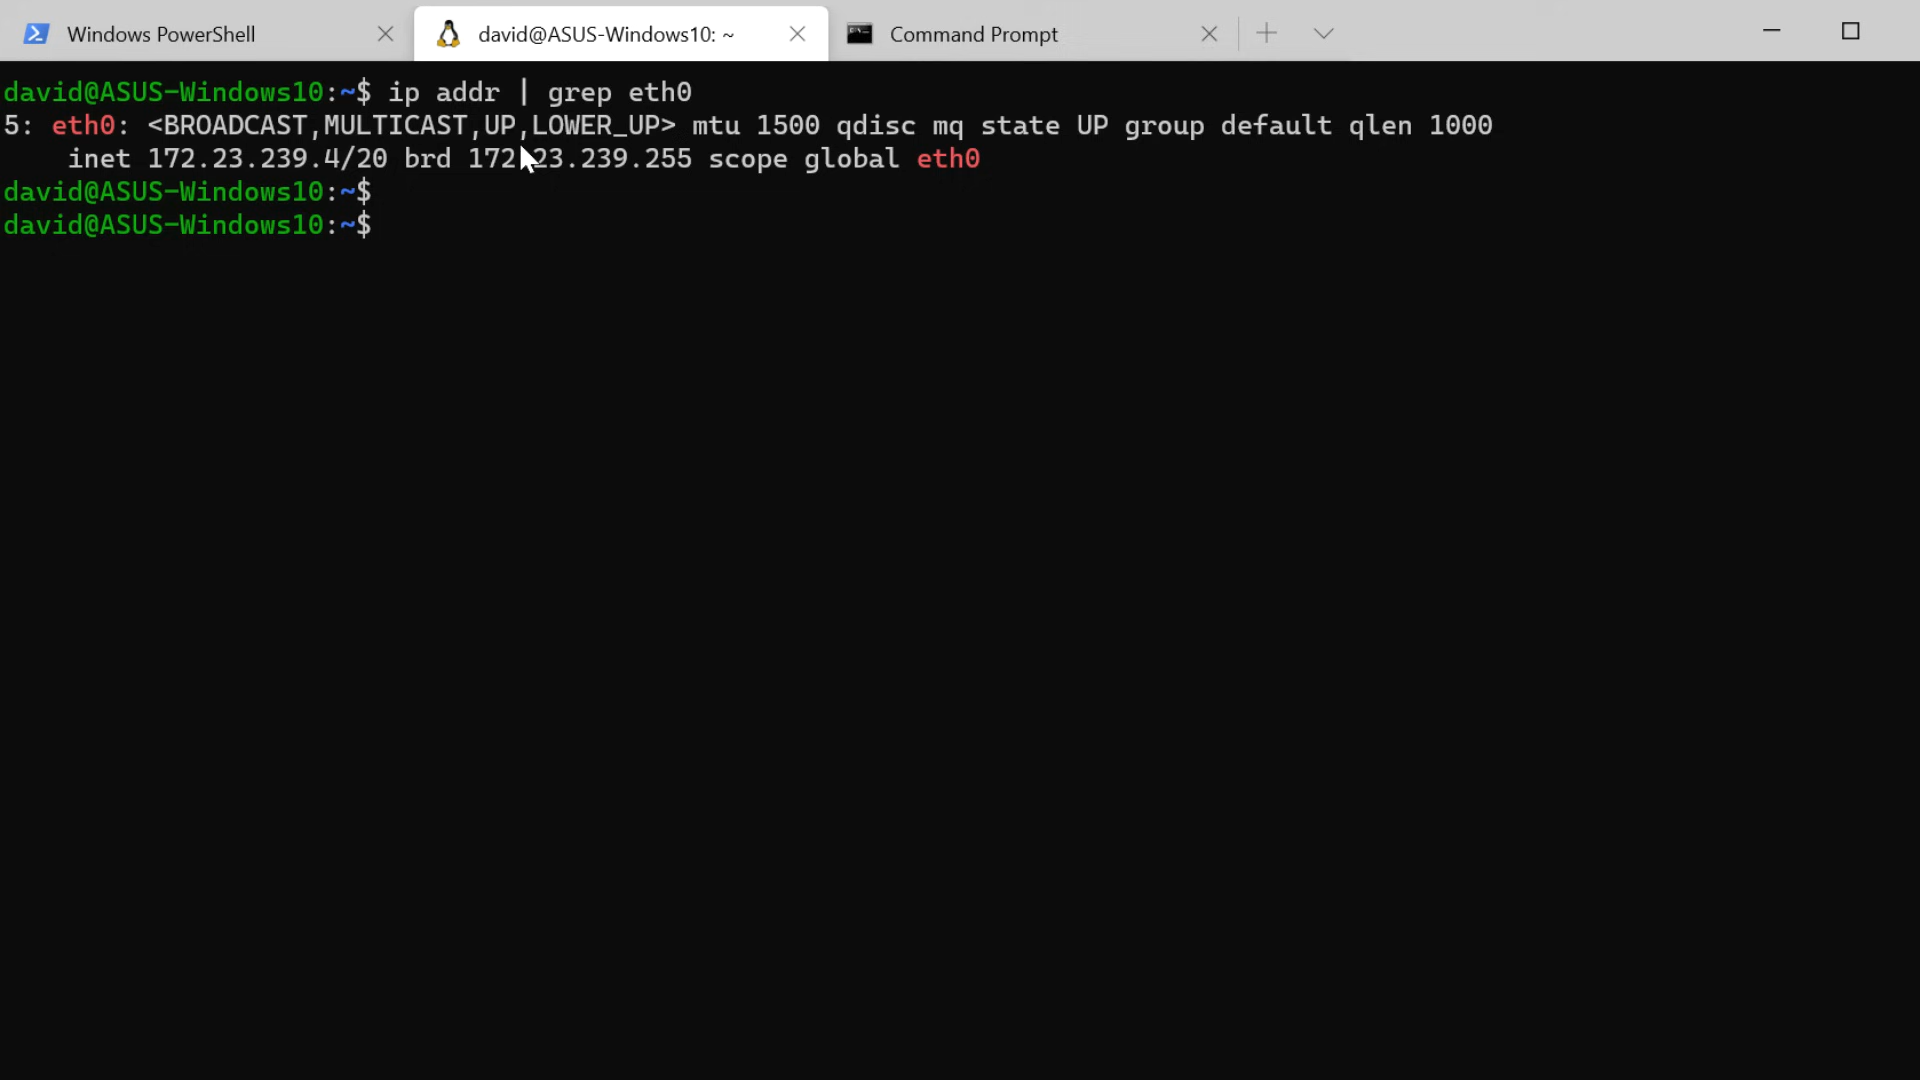 Windows PowerShell
david@ASUS-Windows10: ~
Command Prompt
david@ASUS-Windows10:~$ ip addr | grep eth0
5: eth0: <BROADCAST,MULTICAST,UP,LOWER_UP> mtu 1500 qdisc mq state UP group default qlen 1000
inet 172.23.239.4/20 brd 172.23.239.255 scope global eth0
david@ASUS-Windows10:~$
david@ASUS-Windows10:~$